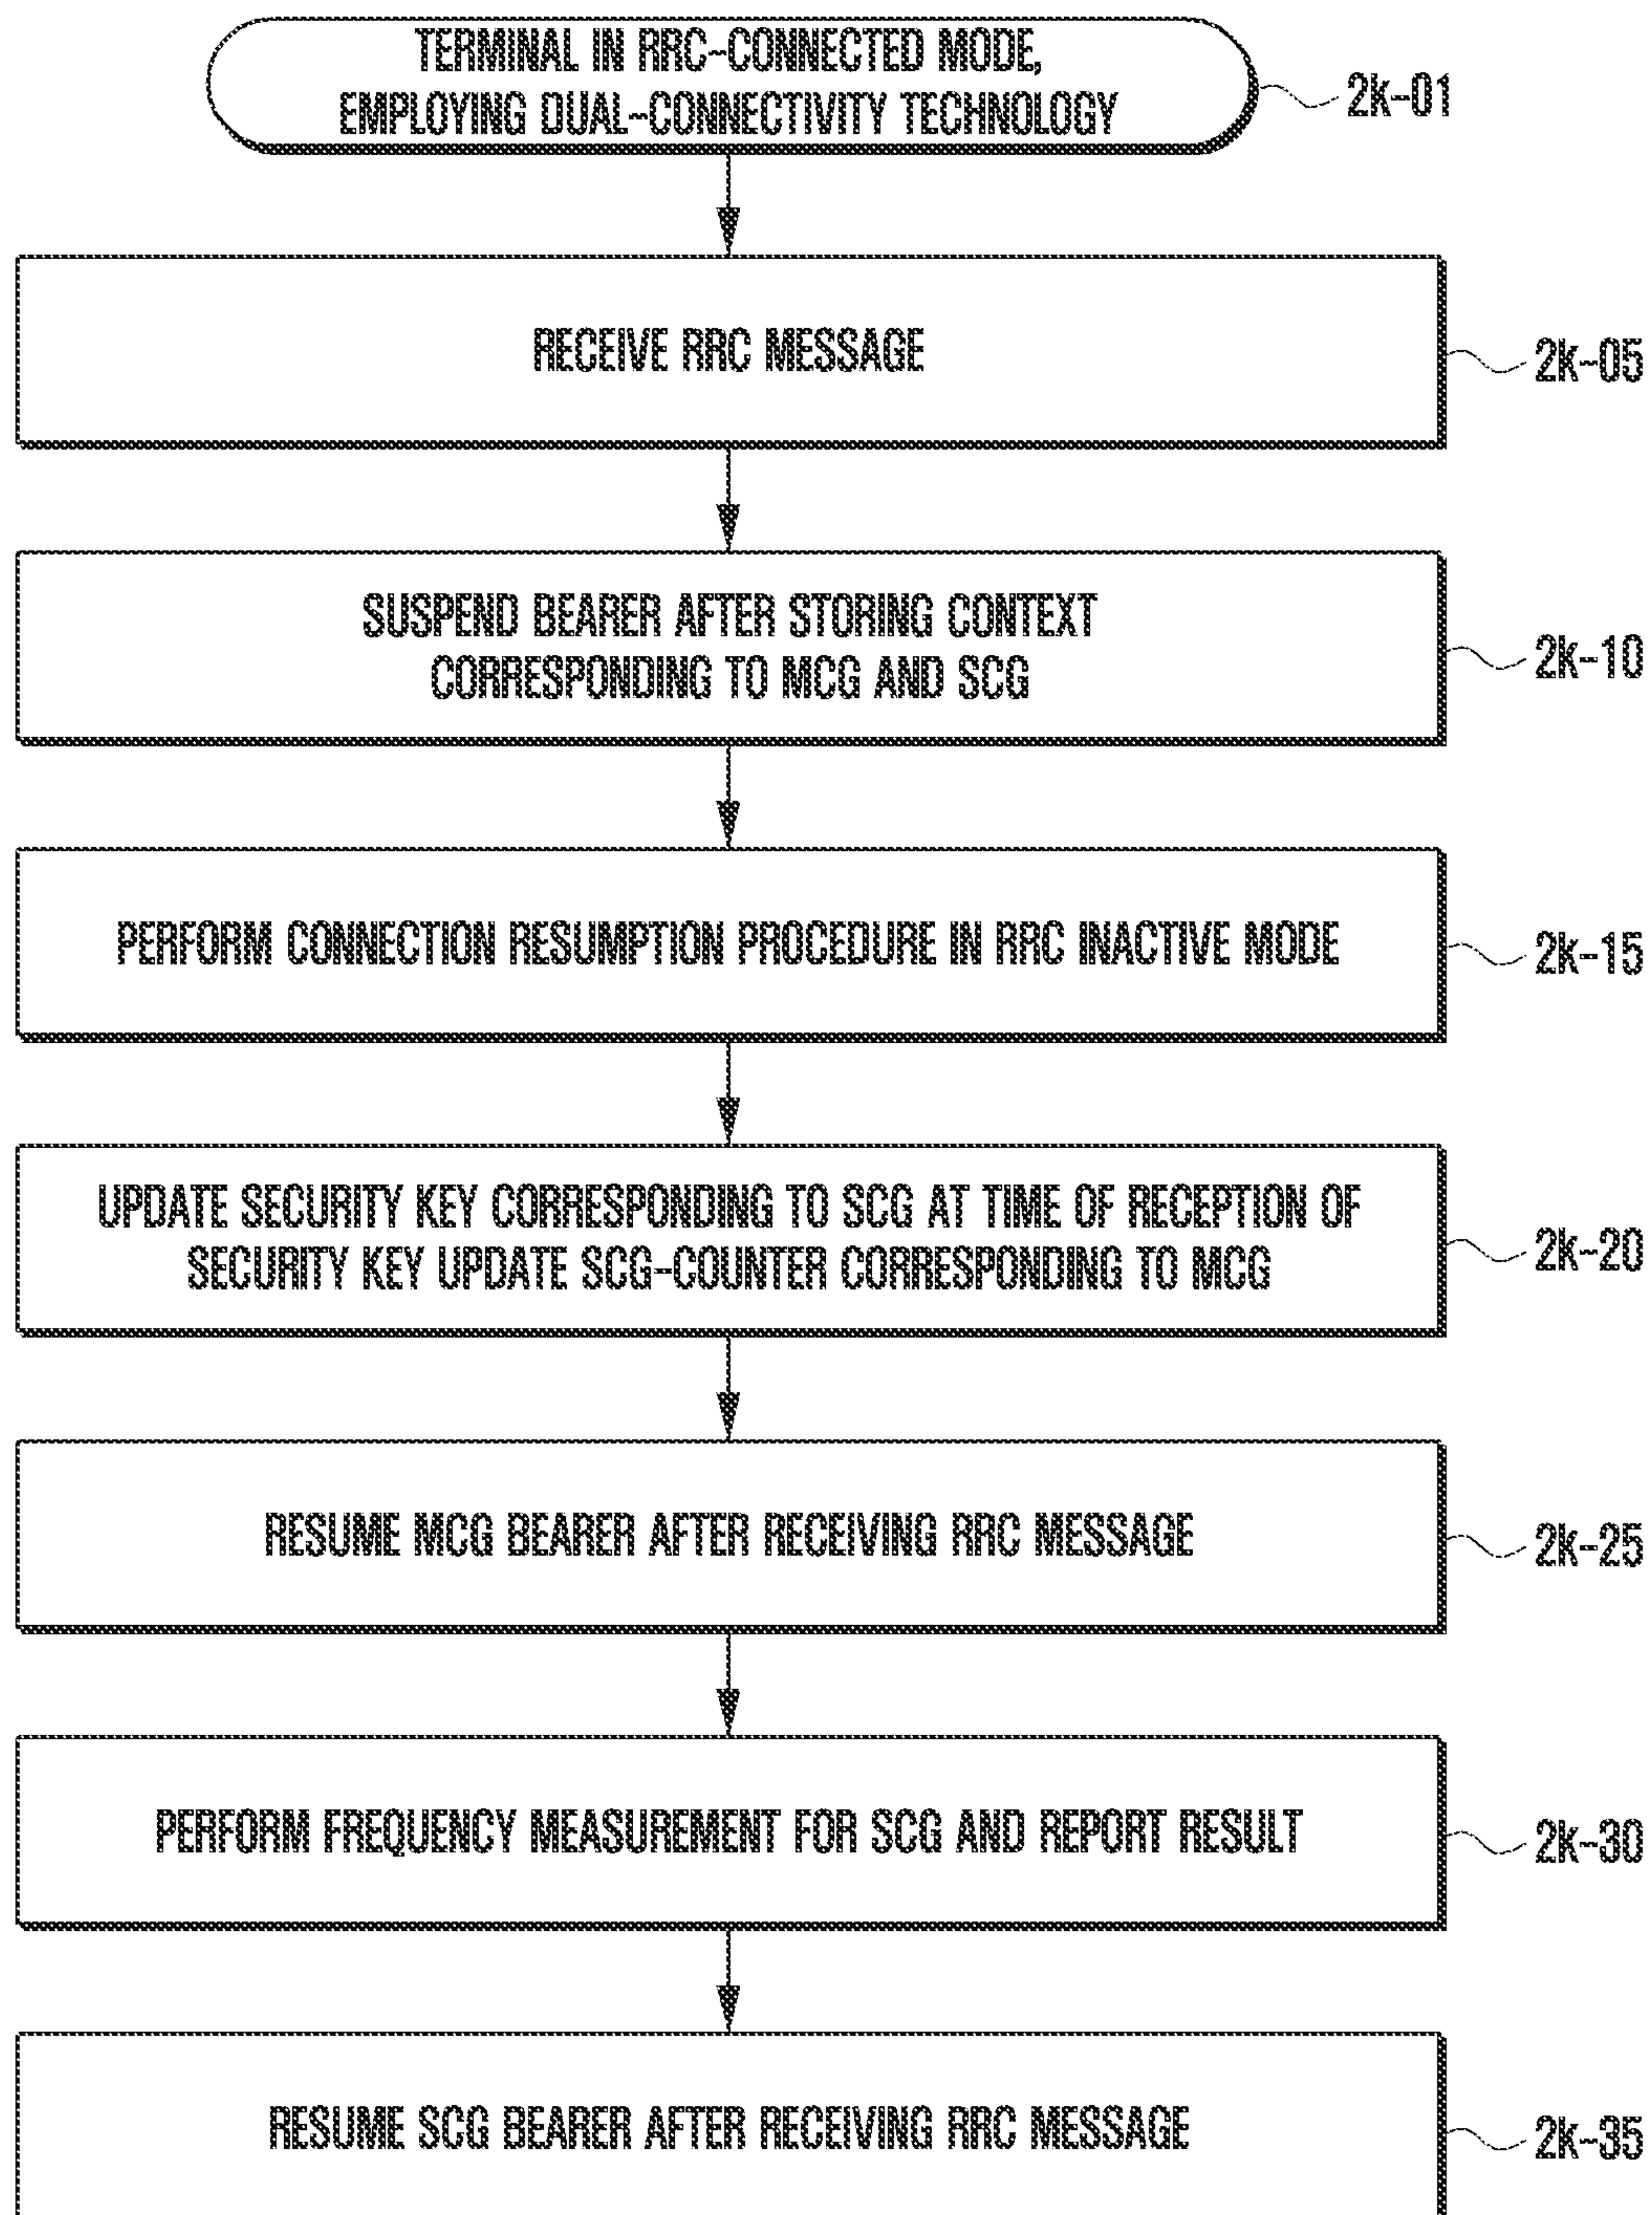 TERMINAL IN RRC-CONNECTED MODE,
EMPLOYING DUAL-CONNECTIVITY TECHNOLOGY
2k-01
RECEIVE RRC MESSAGE
2k-05
SUSPEND BEARER AFTER STORING CONTEXT
CORRESPONDING TO MCG AND SCG
2k-10
PERFORM CONNECTION RESUMPTION PROCEDURE IN RRC INACTIVE MODE
2k-15
UPDATE SECURITY KEY CORRESPONDING TO SCG AT TIME OF RECEPTION OF
SECURITY KEY UPDATE SCG-COUNTER CORRESPONDING TO MCG
2k-20
RESUME MCG BEARER AFTER RECEIVING RRC MESSAGE
2k-25
PERFORM FREQUENCY MEASUREMENT FOR SCG AND REPORT RESULT
2k-30
RESUME SCG BEARER AFTER RECEIVING RRC MESSAGE
2k-35